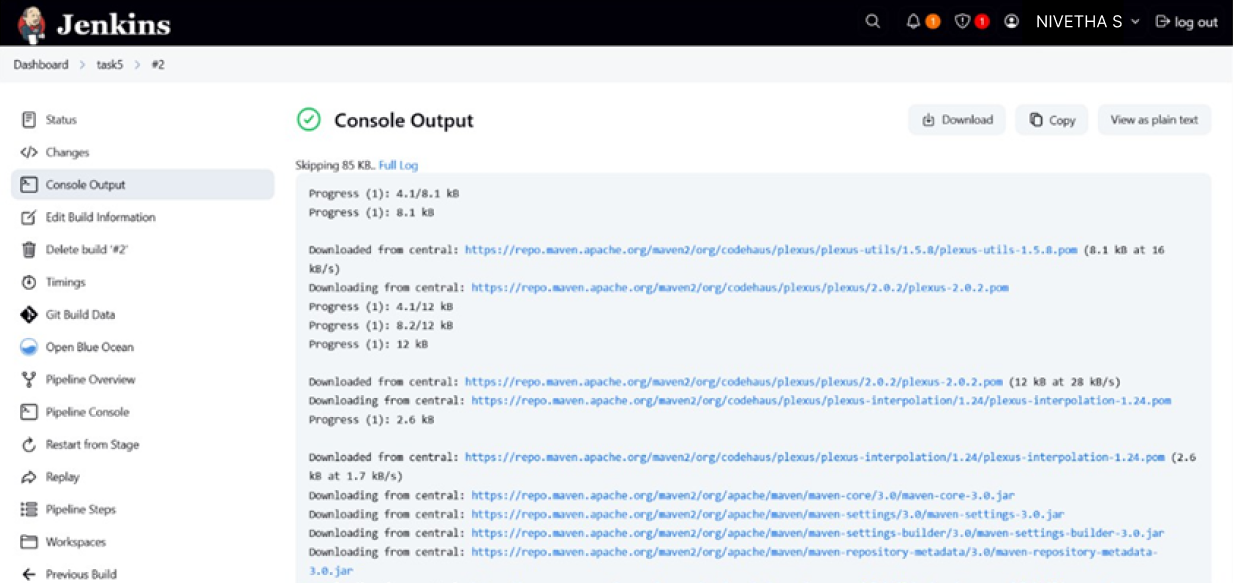 Jenkins
1
1
NIVETHA S
log out
Dashboard > task5 > #2
Status
Changes
Console Output
Edit Build Information
Delete build '#2'
Timings
Git Build Data
Open Blue Ocean
Pipeline Overview
Pipeline Console
Restart from Stage
Replay
Pipeline Steps
Workspaces
Previous Build
Console Output
Download
Copy
View as plain text
Skipping 85 KB.. Full Log
Progress (1): 4.1/8.1 kB
Progress (1): 8.1 kB
Downloaded from central: https://repo.maven.apache.org/maven2/org/codehaus/plexus/plexus-utils/1.5.8/plexus-utils-1.5.8.pom (8.1 kB at 16
kB/s)
Downloading from central: https://repo.maven.apache.org/maven2/org/codehaus/plexus/plexus/2.0.2/plexus-2.0.2.pom
Progress (1): 4.1/12 kB
Progress (1): 8.2/12 kB
Progress (1): 12 kB
Downloaded from central: https://repo.maven.apache.org/maven2/org/codehaus/plexus/plexus/2.0.2/plexus-2.0.2.pom (12 kB at 28 kB/s)
Downloading from central: https://repo.maven.apache.org/maven2/org/codehaus/plexus/plexus-interpolation/1.24/plexus-interpolation-1.24.pom
Progress (1): 2.6 kB
Downloaded from central: https://repo.maven.apache.org/maven2/org/codehaus/plexus/plexus-interpolation/1.24/plexus-interpolation-1.24.pom (2.6
kB at 1.7 kB/s)
Downloading from central: https://repo.maven.apache.org/maven2/org/apache/maven/maven-core/3.0/maven-core-3.0.jar
Downloading from central: https://repo.maven.apache.org/maven2/org/apache/maven/maven-settings/3.0/maven-settings-3.0.jar
Downloading from central: https://repo.maven.apache.org/maven2/org/apache/maven/maven-settings-builder/3.0/maven-settings-builder-3.0.jar
Downloading from central: https://repo.maven.apache.org/maven2/org/apache/maven/maven-repository-metadata/3.0/maven-repository-metadata-
3.0.jar